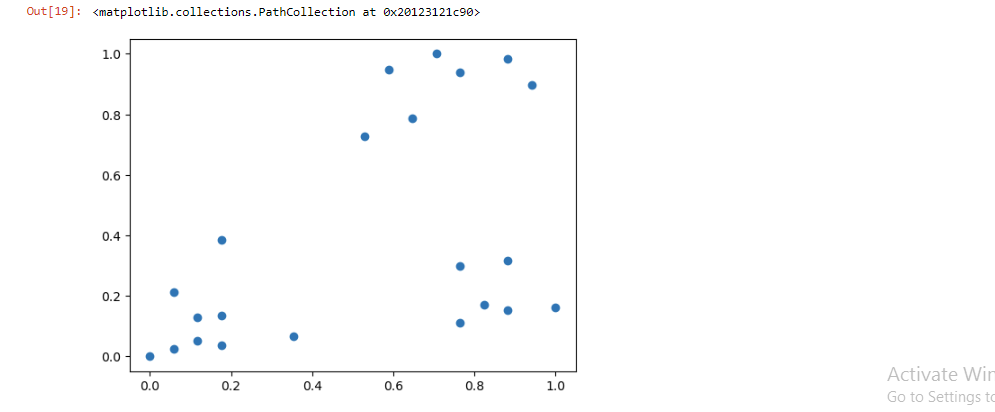 Out[19]: <matplotlib.collections.PathCollection at 0x20123121c90>
1.0
0.8
0.6
0.4
0.2
0.0
0.0 0.2 0.4 0.6 0.8 1.0
Activate Win
Go to Settings to